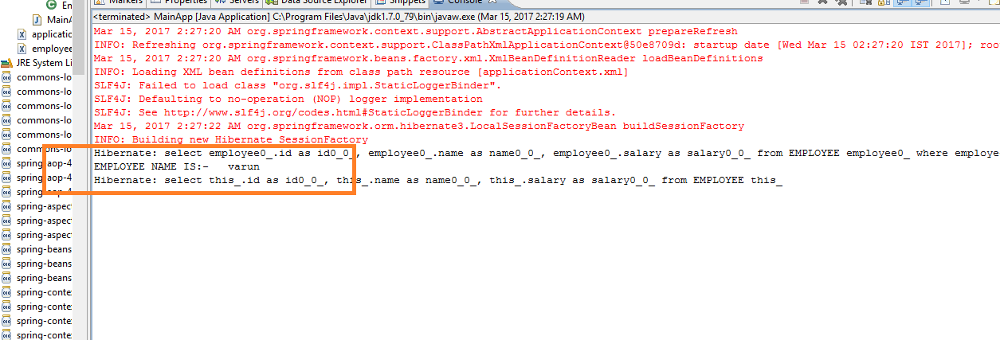 Markers Properties Servers Data Source Explorer Snippets Console
<terminated> MainApp [Java Application] C:\Program Files\Java\jdk1.7.0_79\bin\javaw.exe (Mar 15, 2017 2:27:19 AM)
En
MainA
applicatio
employee
JRE System Li
commons-lo
commons-lo
commons-lo
commons-lo
commons-lo
commons-lo
spring-aop-4
spring-aop-4
spring-aop-4
spring-aspect
spring-aspect
spring-aspect
spring-beans
spring-beans
spring-beans
spring-conte
spring-conte
spring-conte
spring-conte
Mar 15, 2017 2:27:20 AM org.springframework.context.support.AbstractApplicationContext prepareRefresh
INFO: Refreshing org.springframework.context.support.ClassPathXmlApplicationContext@50e8709d: startup date [Wed Mar 15 02:27:20 IST 2017]; roo
Mar 15, 2017 2:27:20 AM org.springframework.beans.factory.xml.XmlBeanDefinitionReader loadBeanDefinitions
INFO: Loading XML bean definitions from class path resource [applicationContext.xml]
SLF4J: Failed to load class "org.slf4j.impl.StaticLoggerBinder".
SLF4J: Defaulting to no-operation (NOP) logger implementation
SLF4J: See http://www.slf4j.org/codes.html#StaticLoggerBinder for further details.
Mar 15, 2017 2:27:22 AM org.springframework.orm.hibernate3.LocalSessionFactoryBean buildSessionFactory
INFO: Building new Hibernate SessionFactory
Hibernate: select employee0_.id as id0_0_, employee0_.name as name0_0_, employee0_.salary as salary0_0_ from EMPLOYEE employee0_ where employe
EMPLOYEE NAME IS:- varun
Hibernate: select this_.id as id0_0_, this_.name as name0_0_, this_.salary as salary0_0_ from EMPLOYEE this_